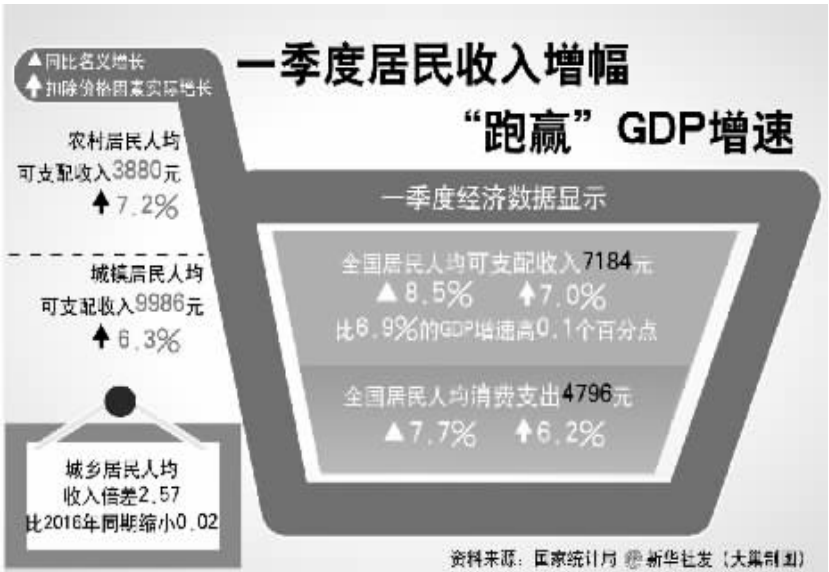 一季度居民收入增幅
“跑赢”GDP增速
▲同比名义增长
↑扣除价格因素实际增长
农村居民人均
可支配收入3880元
↑7.2%
城镇居民人均
可支配收入9986元
↑6.3%
城乡居民人均
收入倍差2.57
比2016年同期缩小0.02
一季度经济数据显示
全国居民人均可支配收入7184元
▲8.5% ↑7.0%
比6.9%的GDP增速高0.1个百分点
全国居民人均消费支出4796元
▲7.7% ↑6.2%
资料来源：国家统计局 新华社发（大巢制图）